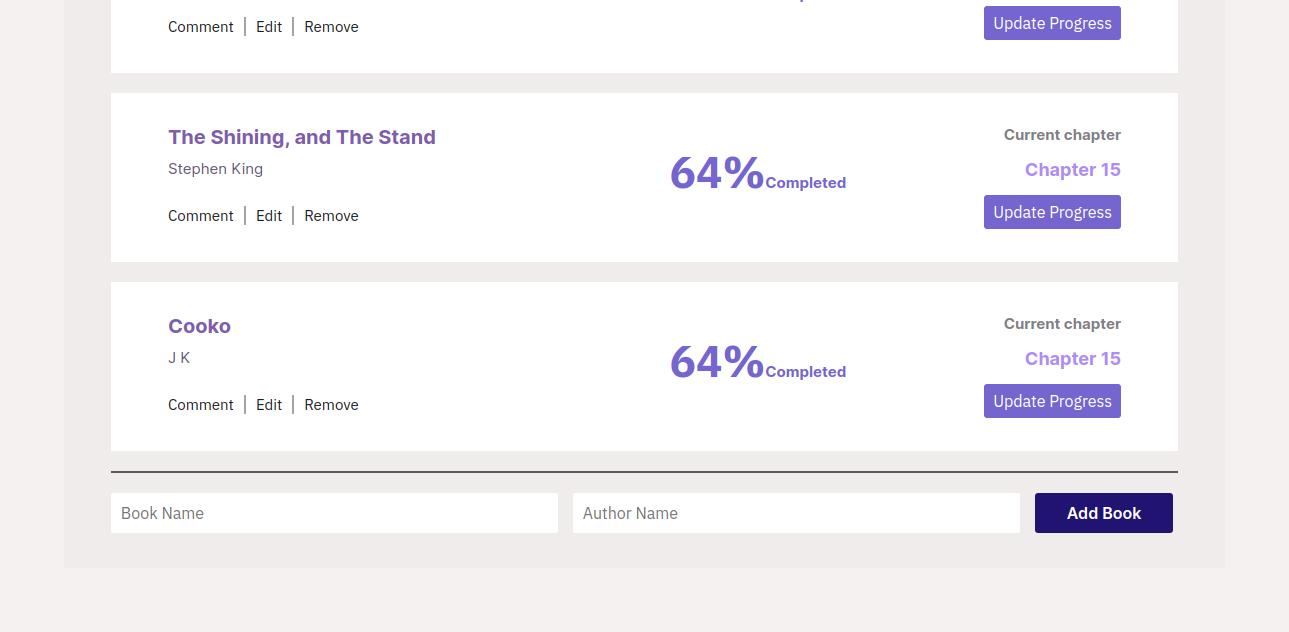 Comment | Edit | Remove
Update Progress
The Shining, and The Stand
Stephen King
Comment | Edit | Remove
64% Completed
Current chapter
Chapter 15
Update Progress
Cooko
J K
Comment | Edit | Remove
64% Completed
Current chapter
Chapter 15
Update Progress
Book Name
Author Name
Add Book